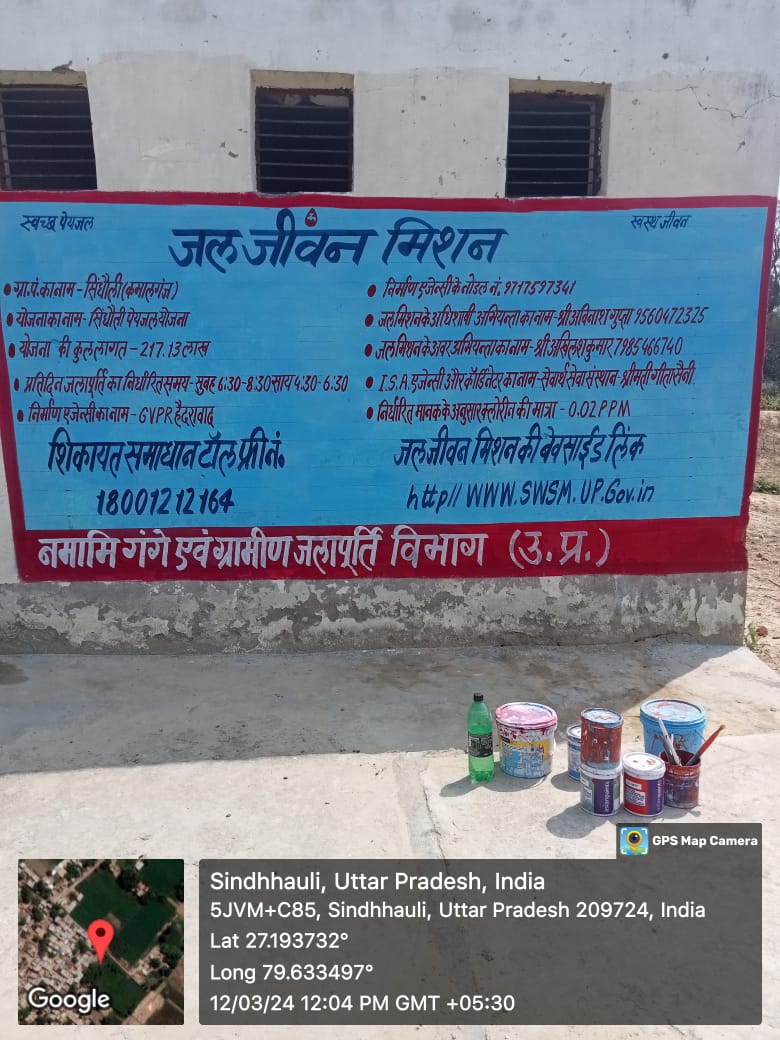 स्वच्छ पेयजल
स्वस्थ जीवन
जल जीवन मिशन
ग्रा.पं.का नाम - सिंधौली (कमालगंज)
योजना का नाम - सिंधौली पेयजल योजना
योजना की कुल लागत - 217.13 लाख
प्रतिदिन जलापूर्ति का निर्धारित समय - सुबह 6:30-8:30 साय 4:30-6:30
निर्माण एजेन्सी का नाम - GVPR हैदरावाद
निर्माण एजेन्सी के नोडल नं. 9717597341
जल मिशन के अधिशाषी अभियन्ता का नाम - श्री अविनाश गुप्ता 9560472325
जल मिशन के अवर अभियन्ता का नाम - श्री अखिलेश कुमार 7985466740
I.S.A. एजेन्सी और कॉर्डिनेटर का नाम - सेवार्थ सेवा संस्थान - श्रीमती गीता सैनी
निर्धारित मानक के अनुसार क्लोरीन की मात्रा - 0.02 PPM
शिकायत समाधान टॉल फ्री नं.
18001212164
जल जीवन मिशन की बेवसाईड लिंक
http// WWW.SWSM.UP.Gov.in
नमामि गंगे एवं ग्रामीण जलापूर्ति विभाग (उ.प्र.)
GPS Map Camera
Google
Sindhhauli, Uttar Pradesh, India
5JVM+C85, Sindhhauli, Uttar Pradesh 209724, India
Lat 27.193732°
Long 79.633497°
12/03/24 12:04 PM GMT +05:30